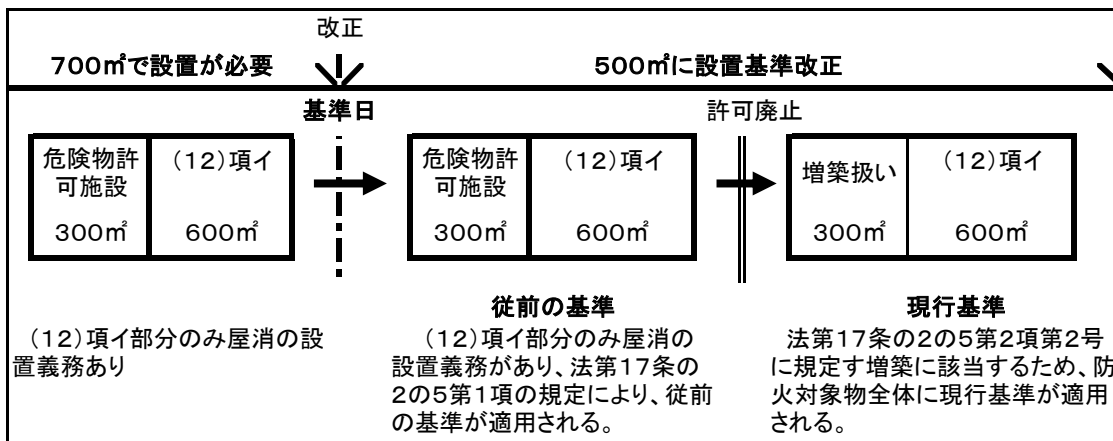 改正
700㎡で設置が必要
500㎡に設置基準改正
基準日
許可廃止
危険物許
可施設
300㎡
(12)項イ
600㎡
危険物許
可施設
300㎡
(12)項イ
600㎡
増築扱い
300㎡
(12)項イ
600㎡
(12)項イ部分のみ屋消の設
置義務あり
従前の基準
(12)項イ部分のみ屋消の
設置義務があり、法第17条の
2の5第1項の規定により、従前
の基準が適用される。
現行基準
法第17条の2の5第2項第2号
に規定す増築に該当するため、防
火対象物全体に現行基準が適用
される。